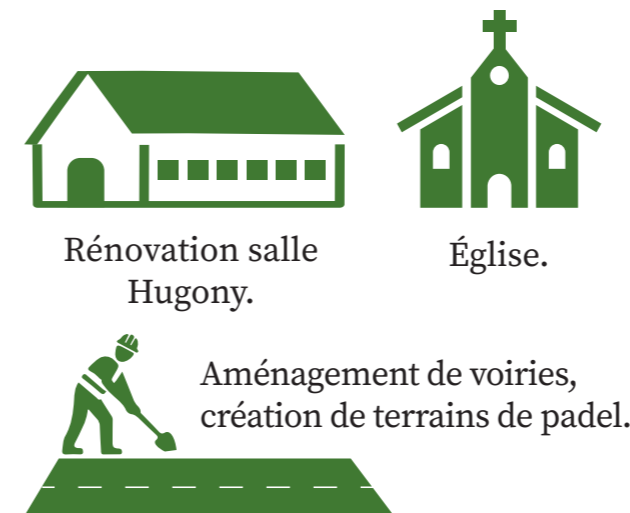 Rénovation salle
Hugony.
Église.
Aménagement de voiries,
création de terrains de padel.